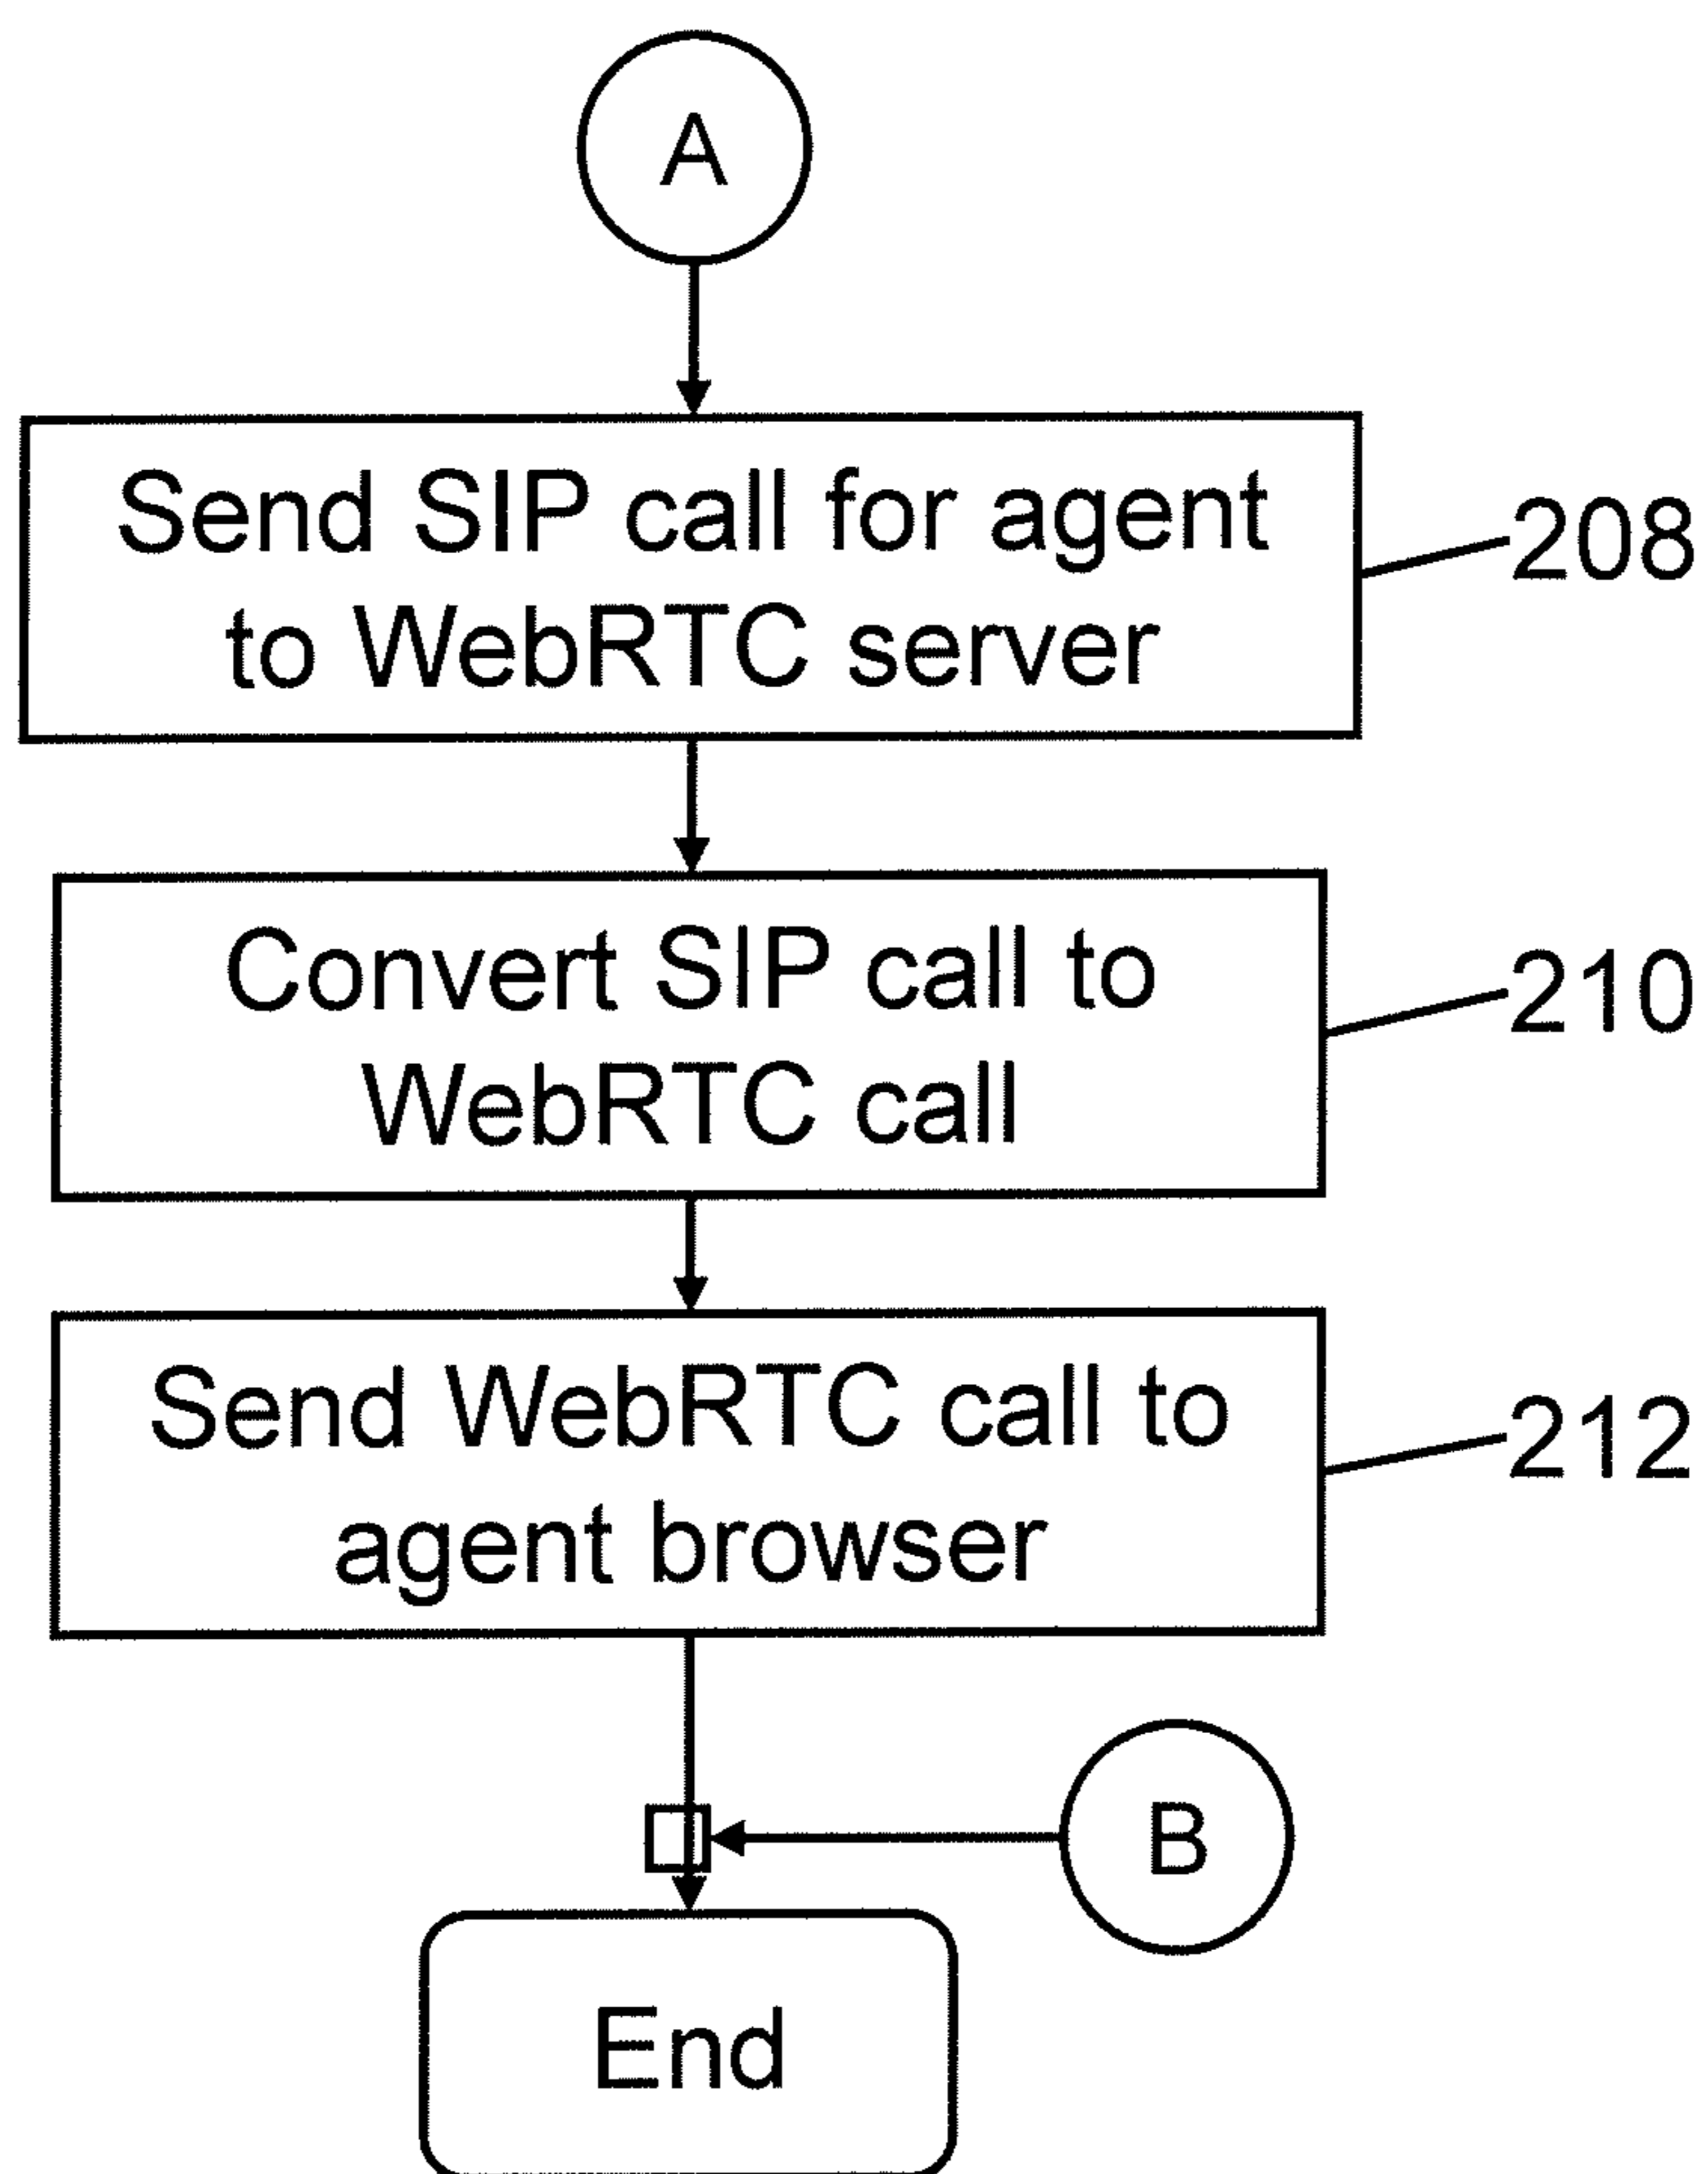 A
Send SIP call for agent
to WebRTC server
208
Convert SIP call to
WebRTC call
210
Send WebRTC call to
agent browser
212
B
End